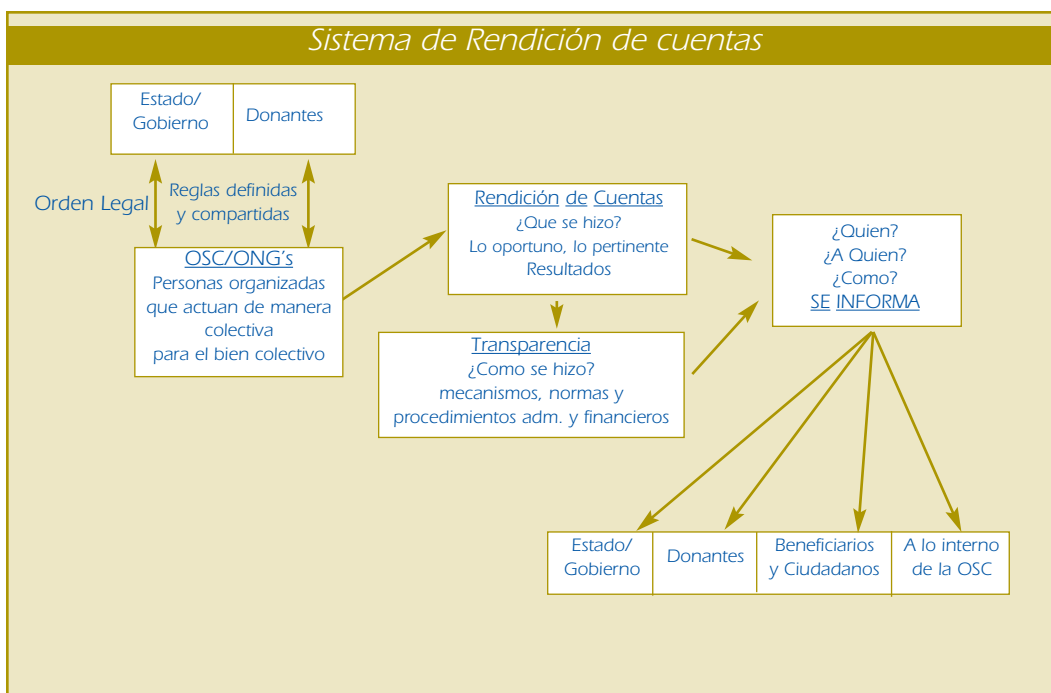 Sistema de Rendición de cuentas
Estado/
Gobierno
Donantes
Orden Legal
Reglas definidas
y compartidas
OSC/ONG's
Personas organizadas
que actuan de manera
colectiva
para el bien colectivo
Rendición de Cuentas
¿Que se hizo?
Lo oportuno, lo pertinente
Resultados
Transparencia
¿Como se hizo?
mecanismos, normas y
procedimientos adm. y financieros
¿Quien?
¿A Quien?
¿Como?
SE INFORMA
Estado/
Gobierno
Donantes
Beneficiarios
y Ciudadanos
A lo interno
de la OSC